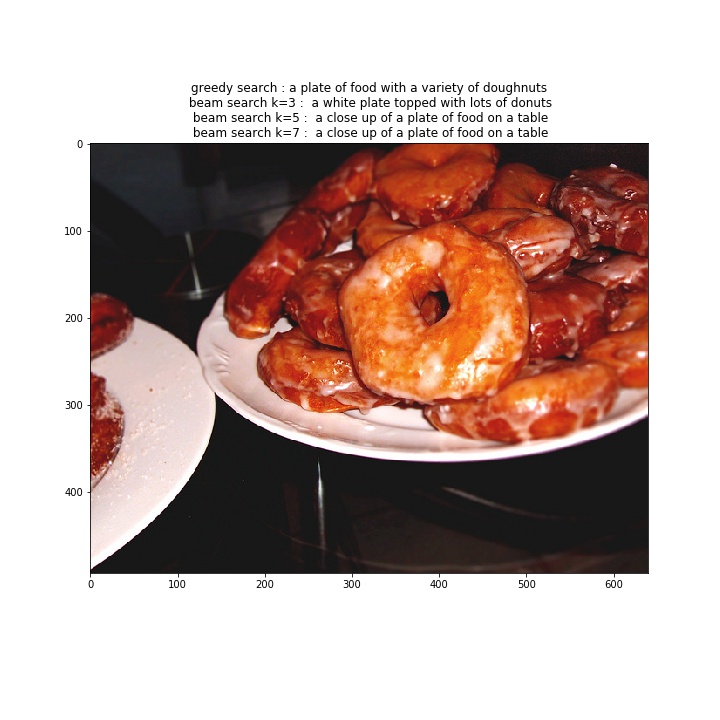 greedy search : a plate of food with a variety of doughnuts
beam search k=3 :  a white plate topped with lots of donuts
beam search k=5 :  a close up of a plate of food on a table
beam search k=7 :  a close up of a plate of food on a table
0
100
200
300
400
0 100 200 300 400 500 600